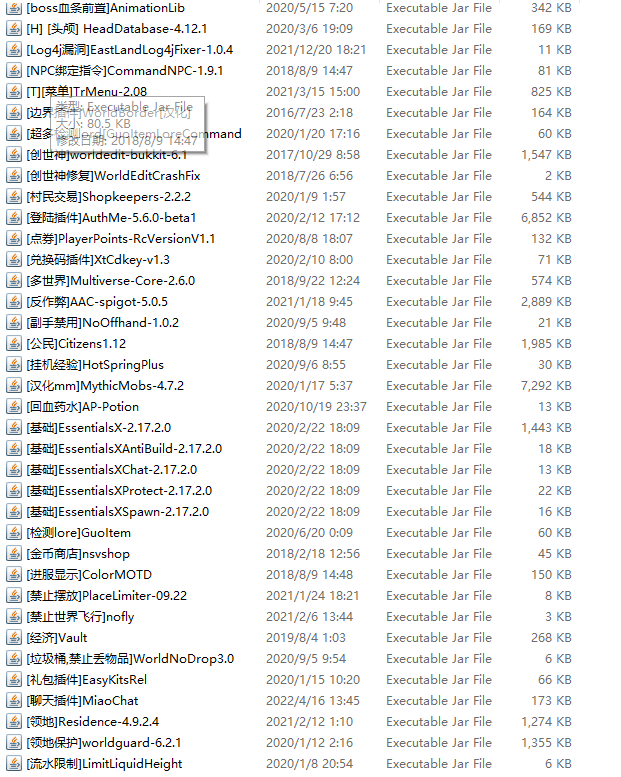 [boss血条前置]AnimationLib 2020/5/15 7:20 Executable Jar File 342 KB
[H] [头颅] HeadDatabase-4.12.1 2020/3/6 19:09 Executable Jar File 169 KB
[Log4j漏洞]EastLandLog4jFixer-1.0.4 2021/12/20 18:21 Executable Jar File 11 KB
[NPC绑定指令]CommandNPC-1.9.1 2018/8/9 14:47 Executable Jar File 81 KB
[T][菜单]TrMenu-2.08 2021/3/15 15:00 Executable Jar File 825 KB
类型: Executable Jar File
[边界插件]WorldBorder[汉化] 2016/7/23 2:18 Executable Jar File 164 KB
大小: 80.5 KB
[超多检测lord]GuoItemLoreCommand 2020/1/20 17:16 Executable Jar File 60 KB
修改日期: 2018/8/9 14:47
[创世神]worldedit-bukkit-6.1 2017/10/29 8:58 Executable Jar File 1,547 KB
[创世神修复]WorldEditCrashFix 2018/7/26 6:56 Executable Jar File 2 KB
[村民交易]Shopkeepers-2.2.2 2020/1/9 1:57 Executable Jar File 544 KB
[登陆插件]AuthMe-5.6.0-beta1 2020/2/12 17:12 Executable Jar File 6,852 KB
[点券]PlayerPoints-RcVersionV1.1 2020/8/8 18:07 Executable Jar File 132 KB
[兑换码插件]XtCdkey-v1.3 2020/2/10 8:00 Executable Jar File 71 KB
[多世界]Multiverse-Core-2.6.0 2018/9/22 12:24 Executable Jar File 574 KB
[反作弊]AAC-spigot-5.0.5 2021/1/18 9:45 Executable Jar File 2,889 KB
[副手禁用]NoOffhand-1.0.2 2020/9/5 9:48 Executable Jar File 21 KB
[公民]Citizens1.12 2018/8/9 14:47 Executable Jar File 1,985 KB
[挂机经验]HotSpringPlus 2020/9/6 8:55 Executable Jar File 30 KB
[汉化mm]MythicMobs-4.7.2 2020/1/17 5:37 Executable Jar File 7,292 KB
[回血药水]AP-Potion 2020/10/19 23:37 Executable Jar File 13 KB
[基础]EssentialsX-2.17.2.0 2020/2/22 18:09 Executable Jar File 1,443 KB
[基础]EssentialsXAntiBuild-2.17.2.0 2020/2/22 18:09 Executable Jar File 18 KB
[基础]EssentialsXChat-2.17.2.0 2020/2/22 18:09 Executable Jar File 13 KB
[基础]EssentialsXProtect-2.17.2.0 2020/2/22 18:09 Executable Jar File 22 KB
[基础]EssentialsXSpawn-2.17.2.0 2020/2/22 18:09 Executable Jar File 16 KB
[检测lore]GuoItem 2020/6/20 0:09 Executable Jar File 60 KB
[金币商店]nsvshop 2018/2/18 12:56 Executable Jar File 45 KB
[进服显示]ColorMOTD 2018/8/9 14:48 Executable Jar File 150 KB
[禁止摆放]PlaceLimiter-09.22 2021/1/24 18:21 Executable Jar File 8 KB
[禁止世界飞行]nofly 2021/2/6 13:44 Executable Jar File 3 KB
[经济]Vault 2019/8/4 1:03 Executable Jar File 268 KB
[垃圾桶,禁止丢物品]WorldNoDrop3.0 2020/9/5 9:54 Executable Jar File 6 KB
[礼包插件]EasyKitsRel 2020/1/15 10:20 Executable Jar File 66 KB
[聊天插件]MiaoChat 2022/4/16 13:45 Executable Jar File 173 KB
[领地]Residence-4.9.2.4 2021/2/12 1:10 Executable Jar File 1,274 KB
[领地保护]worldguard-6.2.1 2020/1/12 2:16 Executable Jar File 1,355 KB
[流水限制]LimitLiquidHeight 2020/1/8 20:54 Executable Jar File 6 KB